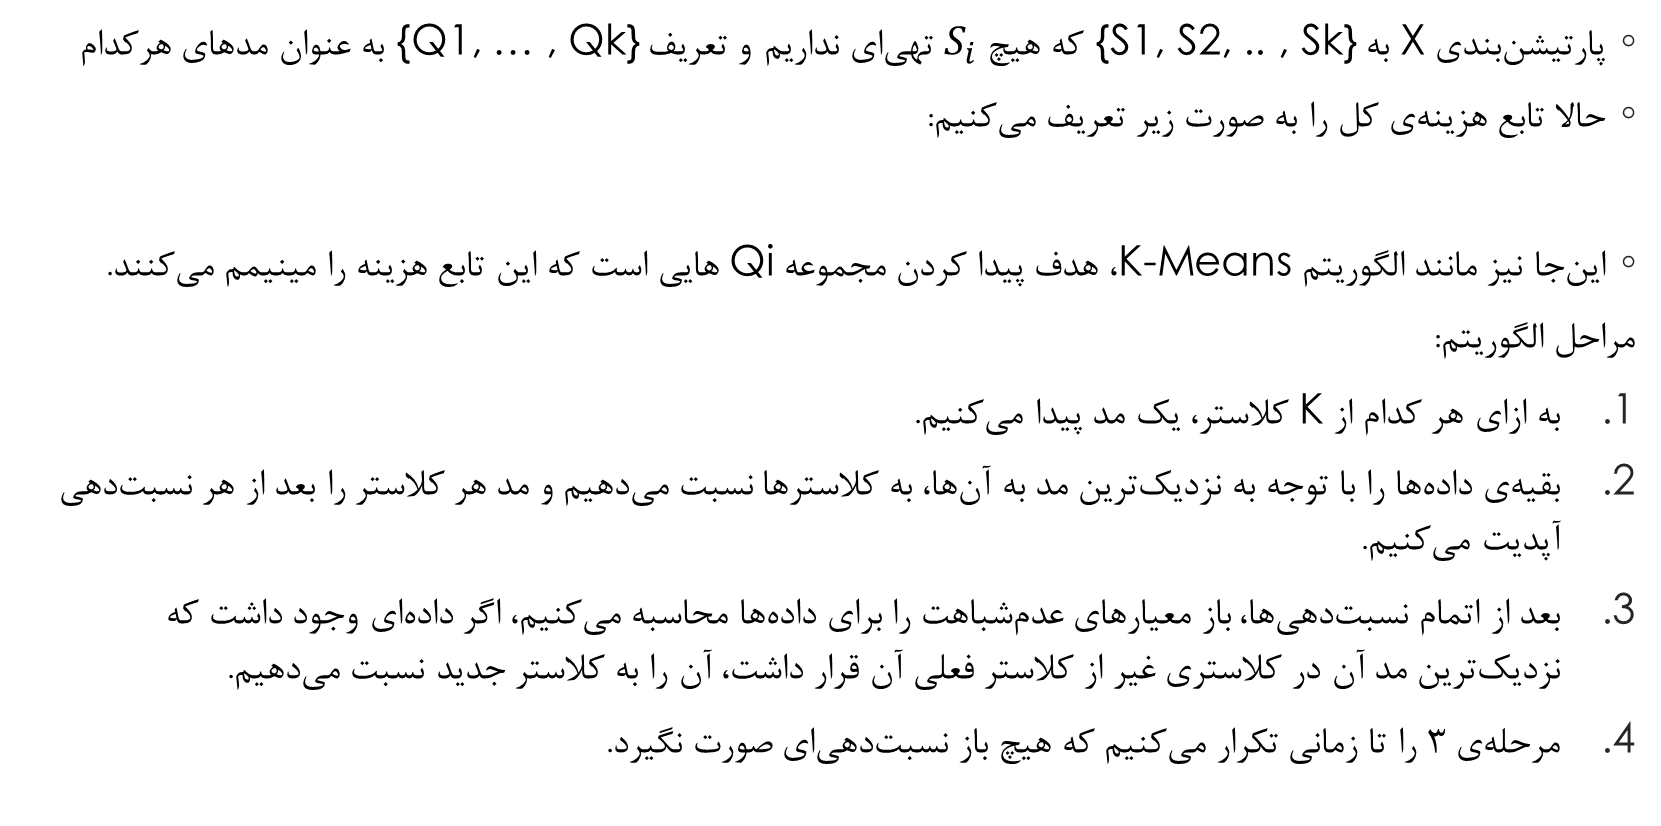 ◦ پارتیشن‌بندی X به {S1, S2, .. , Sk} که هیچ Si تهی‌ای نداریم و تعریف {Q1, … , Qk} به عنوان مدهای هرکدام
◦ حالا تابع هزینه‌ی کل را به صورت زیر تعریف می‌کنیم:
◦ این‌جا نیز مانند الگوریتم K-Means، هدف پیدا کردن مجموعه Qi هایی است که این تابع هزینه را مینیمم می‌کنند.
مراحل الگوریتم:
1. به ازای هر کدام از K کلاستر، یک مد پیدا می‌کنیم.
2. بقیه‌ی داده‌ها را با توجه به نزدیک‌ترین مد به آن‌ها، به کلاسترها نسبت می‌دهیم و مد هر کلاستر را بعد از هر نسبت‌دهی
آپدیت می‌کنیم.
3. بعد از اتمام نسبت‌دهی‌ها، باز معیارهای عدم‌شباهت را برای داده‌ها محاسبه می‌کنیم، اگر داده‌ای وجود داشت که
نزدیک‌ترین مد آن در کلاستری غیر از کلاستر فعلی آن قرار داشت، آن را به کلاستر جدید نسبت می‌دهیم.
4. مرحله‌ی ۳ را تا زمانی تکرار می‌کنیم که هیچ باز نسبت‌دهی‌ای صورت نگیرد.